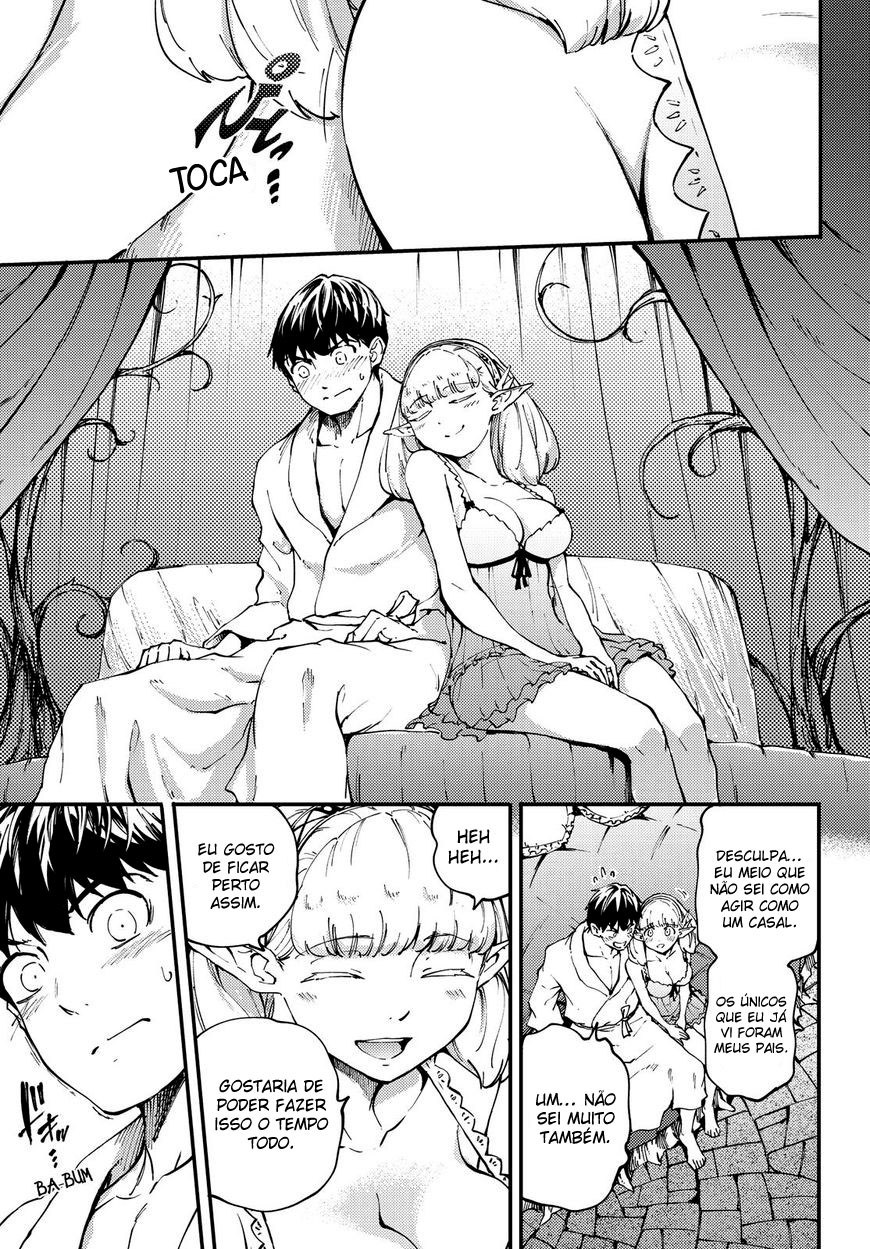 TOCA
DESCULPA...
EU MEIO QUE
NÃO SEI COMO
AGIR COMO
UM CASAL.
OS ÚNICOS
QUE EU JÁ
VI FORAM
MEUS PAIS.
UM... NÃO
SEI MUITO
TAMBÉM.
HEH
HEH...
EU GOSTO
DE FICAR
PERTO
ASSIM.
GOSTARIA DE
PODER FAZER
ISSO O TEMPO
TODO.
BA-BUM